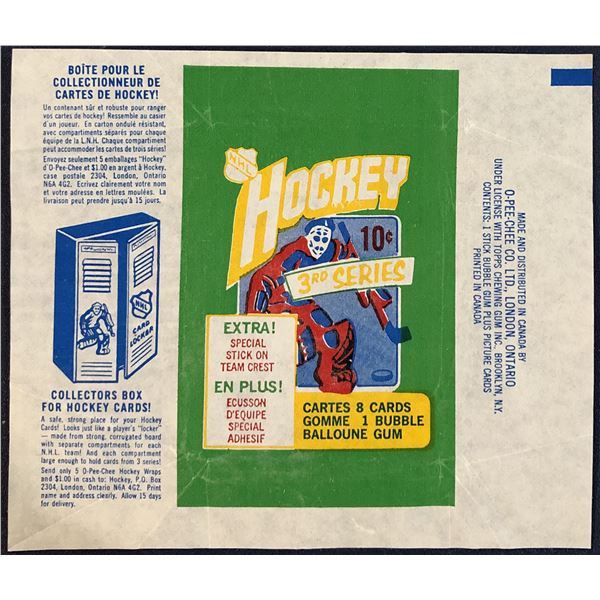 BOÎTE POUR LE
COLLECTIONNEUR DE
CARTES DE HOCKEY!
Un contenant sûr et robuste pour ranger
vos cartes de hockey! Ressemble au casier
d'un joueur. En carton ondulé résistant,
avec compartiments séparés pour chaque
équipe de la L.N.H. Chaque compartiment
peut accommoder les cartes de trois séries!
Envoyez seulement 5 emballages "Hockey"
d'O-Pee-Chee et $1.00 en argent à Hockey,
case postale 2304, London, Ontario
N6A 4G2. Ecrivez clairement votre nom
et votre adresse en lettres moulées. La
livraison peut prendre jusqu'à 15 jours.
NHL
CARD
LOCKER
COLLECTORS BOX
FOR HOCKEY CARDS!
A safe, strong place for your Hockey
Cards! Looks just like a player's "locker"
— made from strong, corrugated hoard
with separate compartments for each
N.H.L. team! And each compartment
large enough to hold cards from 3 series!
Send only 5 O-Pee-Chee Hockey Wraps
and $1.00 in cash to: Hockey, P.O. Box
2304, London, Ontario N6A 4G2. Print
name and address clearly. Allow 15 days
for delivery.
NHL
HOCKEY
10¢
3RD SERIES
EXTRA!
SPECIAL
STICK ON
TEAM CREST
EN PLUS!
ECUSSON
D'EQUIPE
SPECIAL
ADHESIF
CARTES 8 CARDS
GOMME 1 BUBBLE
BALLOUNE GUM
MADE AND DISTRIBUTED IN CANADA BY
O-PEE-CHEE CO. LTD., LONDON, ONTARIO
UNDER LICENSE WITH TOPPS CHEWING GUM INC. BROOKLYN, N.Y.
CONTENTS: 1 STICK BUBBLE GUM PLUS PICTURE CARDS
PRINTED IN CANADA